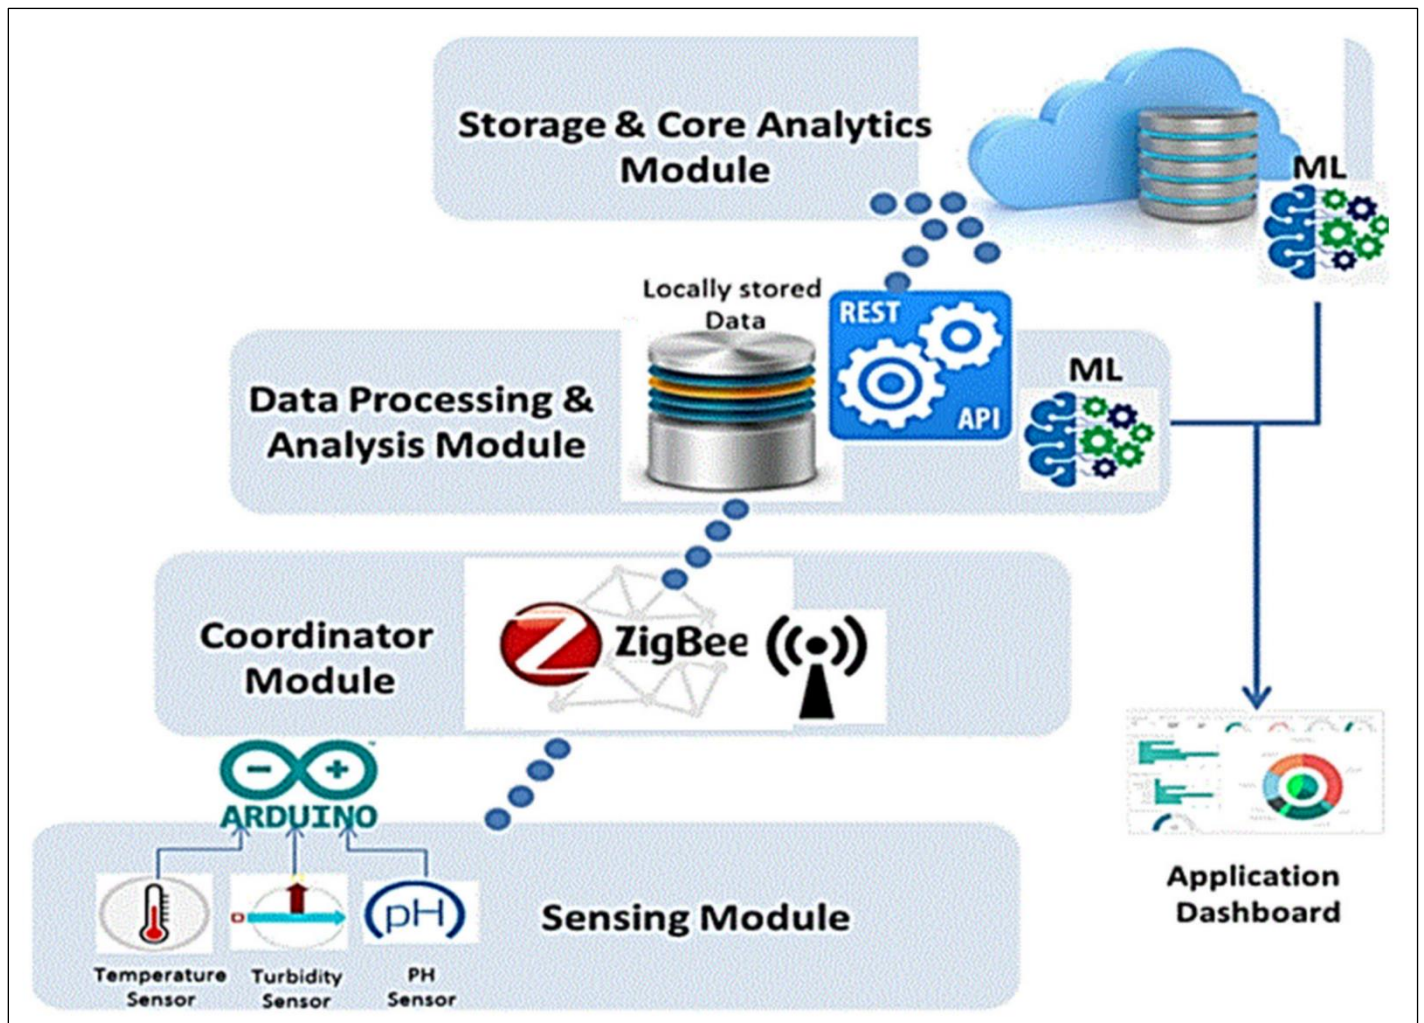 Storage & Core Analytics
Module
ML
Locally stored
Data
REST
API
ML
Data Processing &
Analysis Module
Coordinator
Module
ZigBee
ARDUINO
Sensing Module
Temperature
Sensor
Turbidity
Sensor
pH
PH
Sensor
Application
Dashboard